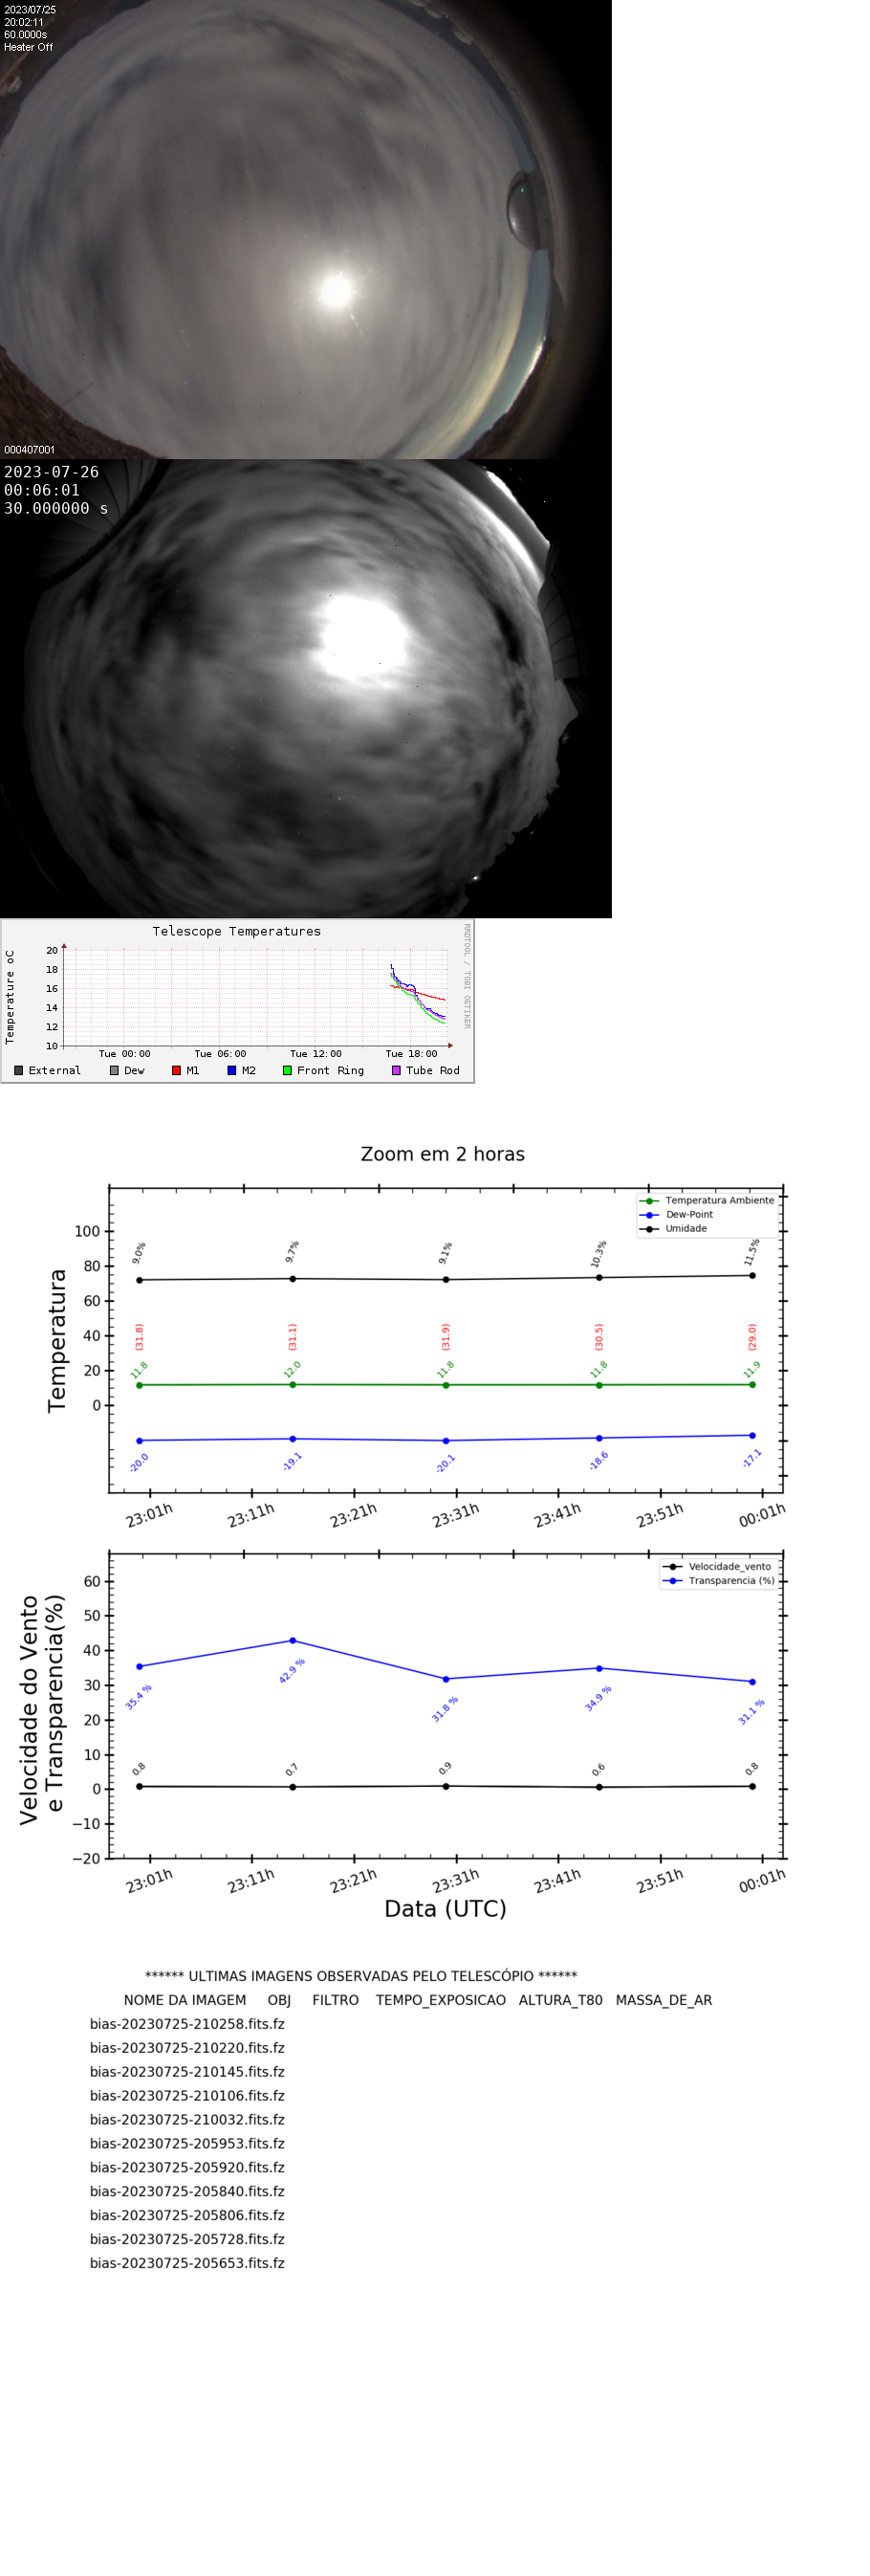 2023/07/25
20:02:11
60.0000s
Heater Off
000407001
2023-07-26
00:06:01
30.000000 s
Telescope Temperatures
RRDTOOL / TOBI OETIKER
Temperature oC
20
18
16
14
12
10
Tue 00:00 Tue 06:00 Tue 12:00 Tue 18:00
External Dew M1 M2 Front Ring Tube Rod
Zoom em 2 horas
Temperatura Ambiente
Dew-Point
Umidade
Temperatura
100
80
60
40
20
0
9.0% 9.7% 9.1% 10.3% 11.5%
(31.8) (31.1) (31.9) (30.5) (29.0)
11.8 12.0 11.8 11.8 11.9
-20.0 -19.1 -20.1 -18.6 -17.1
23:01h 23:11h 23:21h 23:31h 23:41h 23:51h 00:01h
Velocidade_vento
Transparencia (%)
Velocidade do Vento
e Transparencia(%)
60
50
40
30
20
10
0
−10
−20
35.4 % 42.9 % 31.8 % 34.9 % 31.1 %
0.8 0.7 0.9 0.6 0.8
23:01h 23:11h 23:21h 23:31h 23:41h 23:51h 00:01h
Data (UTC)
****** ULTIMAS IMAGENS OBSERVADAS PELO TELESCÓPIO ******
NOME DA IMAGEM OBJ FILTRO TEMPO_EXPOSICAO ALTURA_T80 MASSA_DE_AR
bias-20230725-210258.fits.fz
bias-20230725-210220.fits.fz
bias-20230725-210145.fits.fz
bias-20230725-210106.fits.fz
bias-20230725-210032.fits.fz
bias-20230725-205953.fits.fz
bias-20230725-205920.fits.fz
bias-20230725-205840.fits.fz
bias-20230725-205806.fits.fz
bias-20230725-205728.fits.fz
bias-20230725-205653.fits.fz